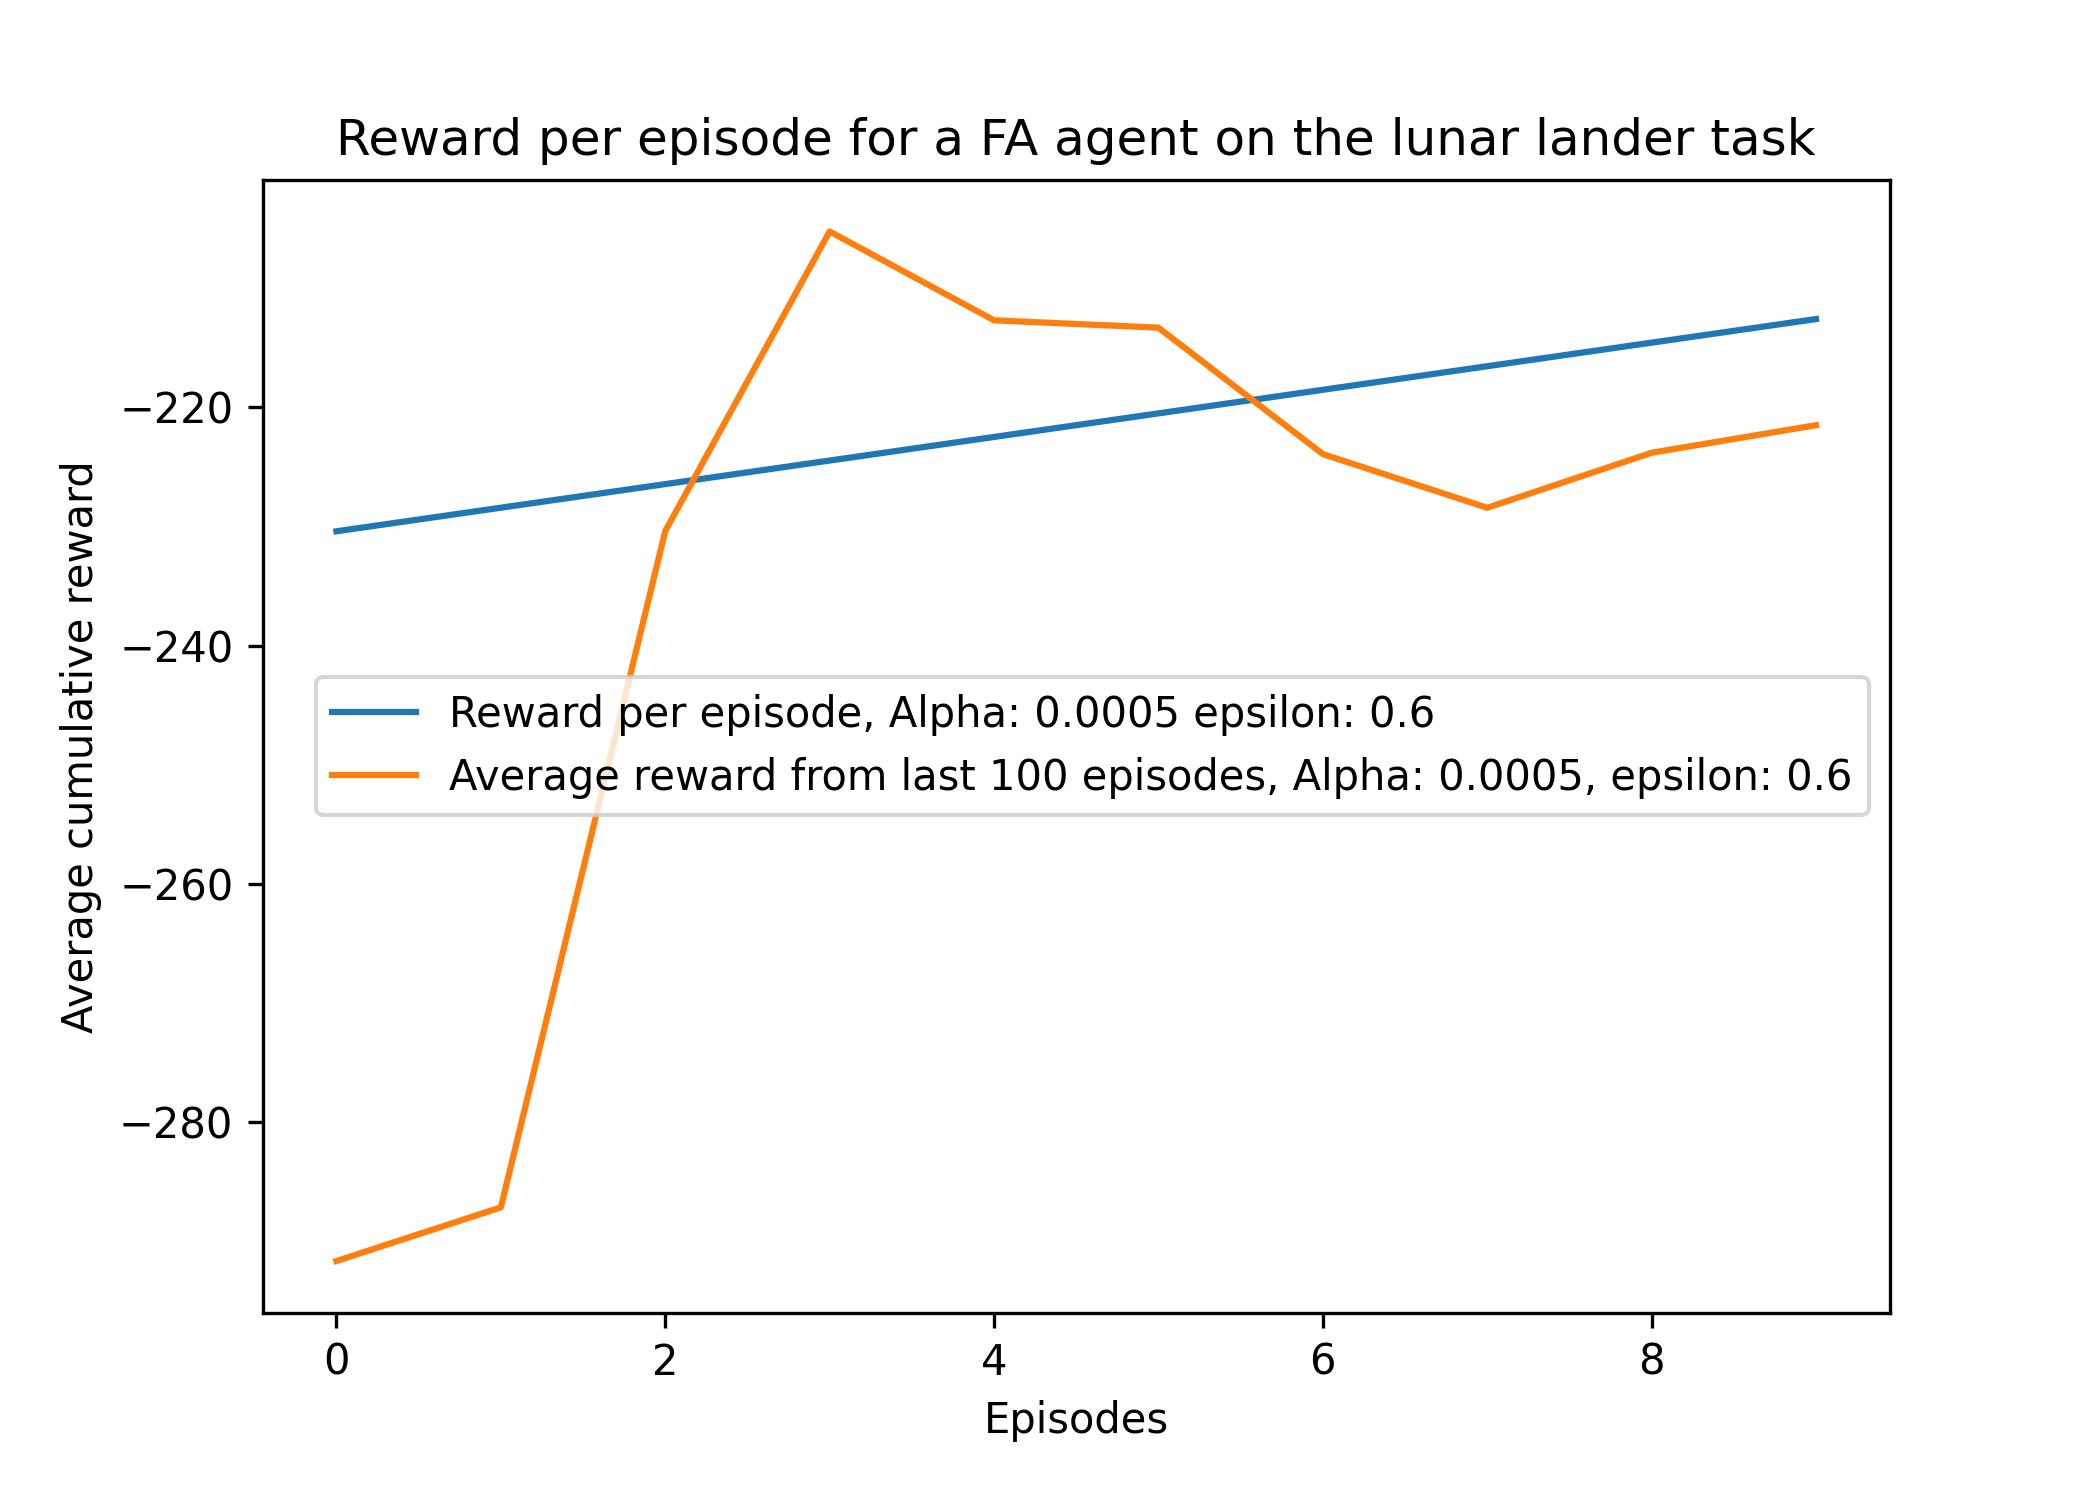 Reward per episode for a FA agent on the lunar lander task
Average cumulative reward
−220
−240
−260
−280
Reward per episode, Alpha: 0.0005 epsilon: 0.6
Average reward from last 100 episodes, Alpha: 0.0005, epsilon: 0.6
0 2 4 6 8
Episodes